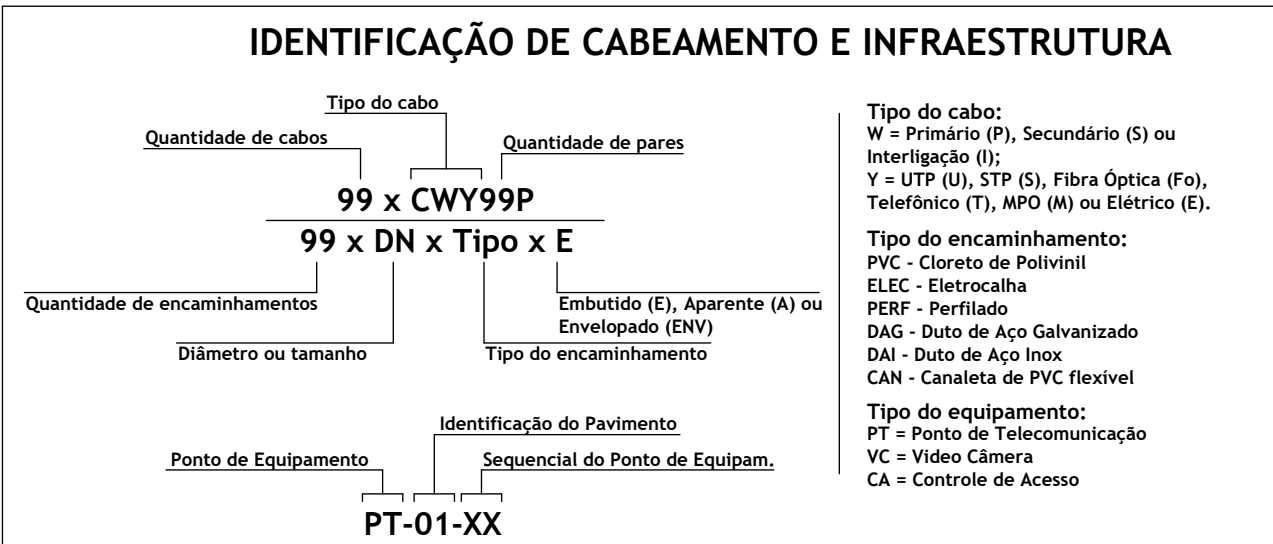 IDENTIFICAÇÃO DE CABEAMENTO E INFRAESTRUTURA
Tipo do cabo
Quantidade de cabos
Quantidade de pares
99 x CWY99P
99 x DN x Tipo x E
Quantidade de encaminhamentos
Embutido (E), Aparente (A) ou
Envelopado (ENV)
Diâmetro ou tamanho
Tipo do encaminhamento
Identificação do Pavimento
Ponto de Equipamento
Sequencial do Ponto de Equipam.
PT-01-XX
Tipo do cabo:
W = Primário (P), Secundário (S) ou
Interligação (I);
Y = UTP (U), STP (S), Fibra Óptica (Fo),
Telefônico (T), MPO (M) ou Elétrico (E).
Tipo do encaminhamento:
PVC - Cloreto de Polivinil
ELEC - Eletrocalha
PERF - Perfilado
DAG - Duto de Aço Galvanizado
DAI - Duto de Aço Inox
CAN - Canaleta de PVC flexível
Tipo do equipamento:
PT = Ponto de Telecomunicação
VC = Video Câmera
CA = Controle de Acesso